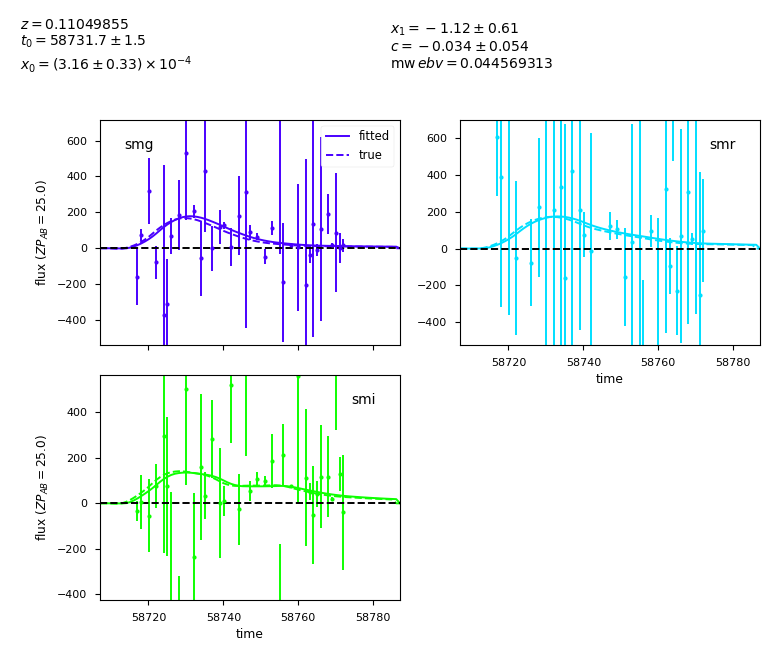 z = 0.11049855
t₀ = 58731.7 ± 1.5
x₀ = (3.16 ± 0.33) × 10⁻⁴
x₁ = −1.12 ± 0.61
c = −0.034 ± 0.054
mw ebv = 0.044569313
smg
fitted
true
600
400
200
0
−200
−400
flux (ZP_AB = 25.0)
smr
600
400
200
0
−200
−400
58720 58740 58760 58780
time
smi
400
200
0
−200
−400
flux (ZP_AB = 25.0)
58720 58740 58760 58780
time